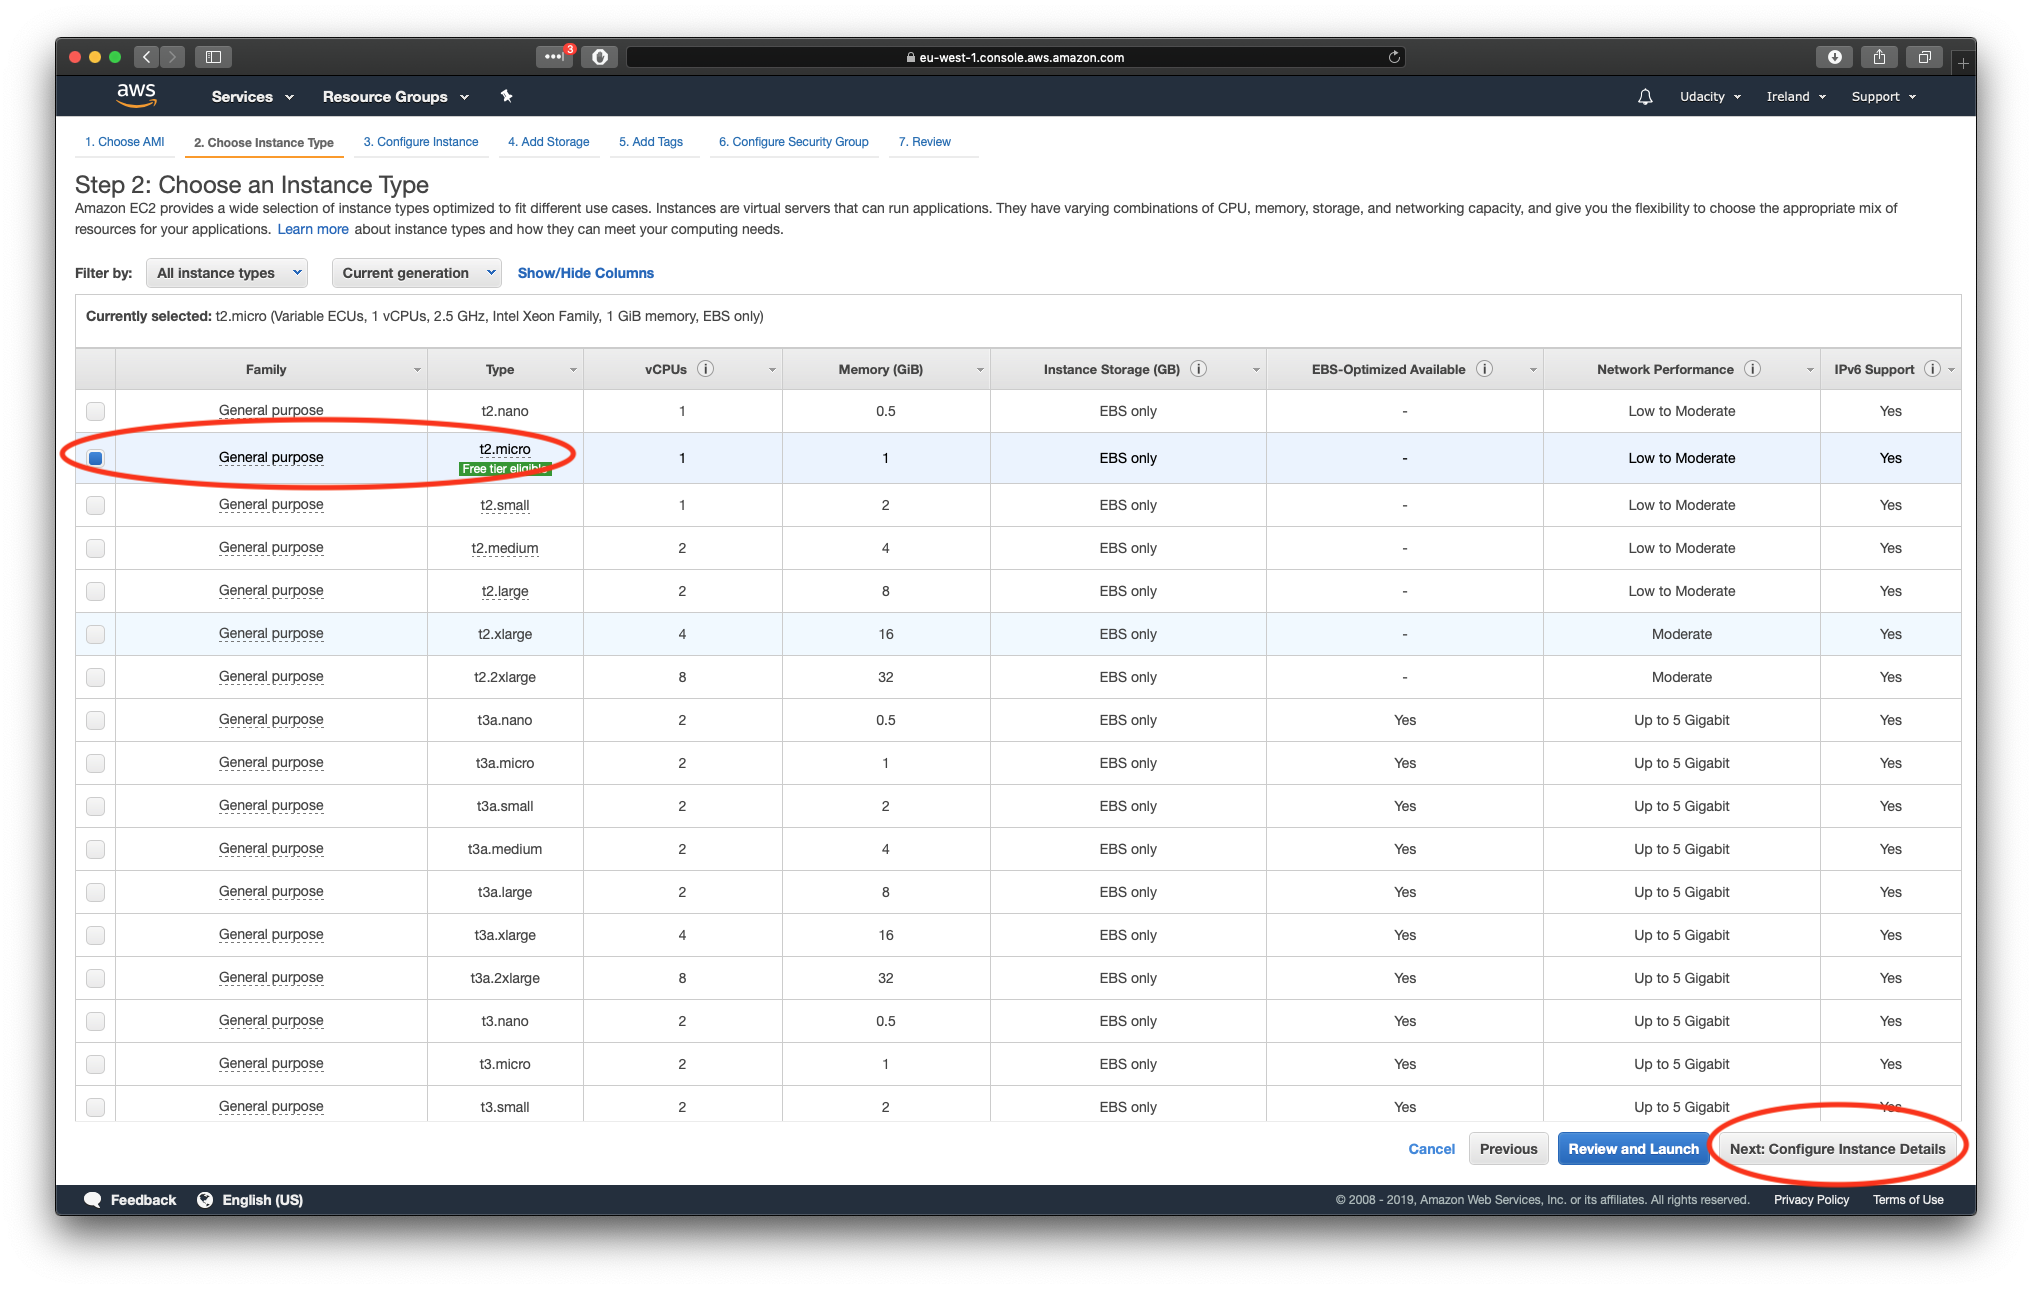 3
eu-west-1.console.aws.amazon.com
aws Services Resource Groups Udacity Ireland Support
1. Choose AMI 2. Choose Instance Type 3. Configure Instance 4. Add Storage 5. Add Tags 6. Configure Security Group 7. Review
Step 2: Choose an Instance Type
Amazon EC2 provides a wide selection of instance types optimized to fit different use cases. Instances are virtual servers that can run applications. They have varying combinations of CPU, memory, storage, and networking capacity, and give you the flexibility to choose the appropriate mix of
resources for your applications. Learn more about instance types and how they can meet your computing needs.
Filter by: All instance types Current generation Show/Hide Columns
Currently selected: t2.micro (Variable ECUs, 1 vCPUs, 2.5 GHz, Intel Xeon Family, 1 GiB memory, EBS only)
Family Type vCPUs i Memory (GiB) Instance Storage (GB) i EBS-Optimized Available i Network Performance i IPv6 Support i
General purpose t2.nano 1 0.5 EBS only - Low to Moderate Yes
General purpose t2.micro 1 1 EBS only - Low to Moderate Yes
Free tier eligible
General purpose t2.small 1 2 EBS only - Low to Moderate Yes
General purpose t2.medium 2 4 EBS only - Low to Moderate Yes
General purpose t2.large 2 8 EBS only - Low to Moderate Yes
General purpose t2.xlarge 4 16 EBS only - Moderate Yes
General purpose t2.2xlarge 8 32 EBS only - Moderate Yes
General purpose t3a.nano 2 0.5 EBS only Yes Up to 5 Gigabit Yes
General purpose t3a.micro 2 1 EBS only Yes Up to 5 Gigabit Yes
General purpose t3a.small 2 2 EBS only Yes Up to 5 Gigabit Yes
General purpose t3a.medium 2 4 EBS only Yes Up to 5 Gigabit Yes
General purpose t3a.large 2 8 EBS only Yes Up to 5 Gigabit Yes
General purpose t3a.xlarge 4 16 EBS only Yes Up to 5 Gigabit Yes
General purpose t3a.2xlarge 8 32 EBS only Yes Up to 5 Gigabit Yes
General purpose t3.nano 2 0.5 EBS only Yes Up to 5 Gigabit Yes
General purpose t3.micro 2 1 EBS only Yes Up to 5 Gigabit Yes
General purpose t3.small 2 2 EBS only Yes Up to 5 Gigabit Yes
Cancel Previous Review and Launch Next: Configure Instance Details
Feedback English (US) © 2008 - 2019, Amazon Web Services, Inc. or its affiliates. All rights reserved. Privacy Policy Terms of Use